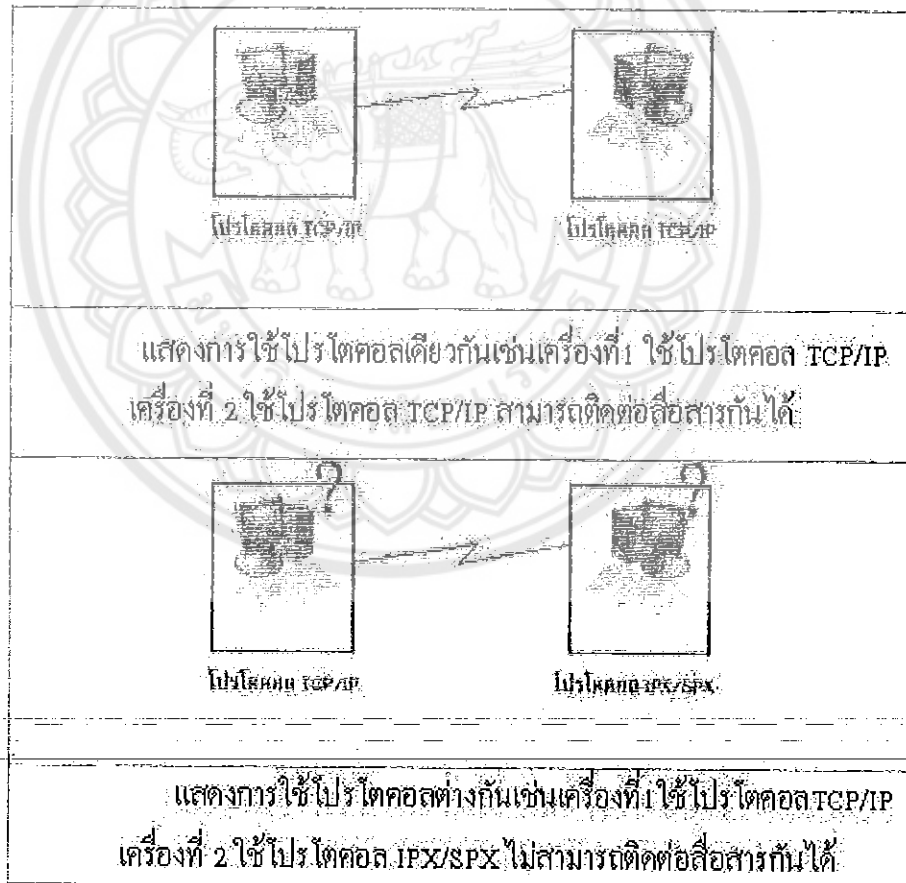 โปรโตคอล TCP/IP โปรโตคอล TCP/IP
แสดงการใช้โปรโตคอลเดียวกันเช่นเครื่องที่1 ใช้โปรโตคอล TCP/IP
เครื่องที่ 2 ใช้โปรโตคอล TCP/IP สามารถติดต่อสื่อสารกันได้
? ?
โปรโตคอล TCP/IP โปรโตคอล IPX/SPX
แสดงการใช้โปรโตคอลต่างกันเช่นเครื่องที่1ใช้โปรโตคอลTCP/IP
เครื่องที่ 2 ใช้โปรโตคอล IPX/SPX ไม่สามารถติดต่อสื่อสารกันได้